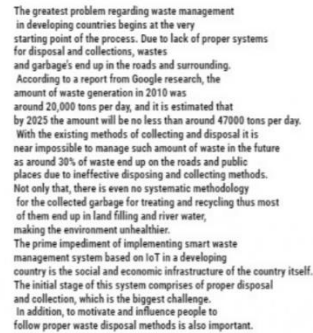 The greatest problem regarding waste management
in developing countries begins at the very
starting point of the process. Due to lack of proper systems
for disposal and collections, wastes
and garbage's end up in the roads and surrounding.
According to a report from Google research, the
amount of waste generation in 2010 was
around 20,000 tons per day, and it is estimated that
by 2025 the amount will be no less than around 47000 tons per day.
With the existing methods of collecting and disposal it is
near impossible to manage such amount of waste in the future
as around 30% of waste end up on the roads and public
places due to ineffective disposing and collecting methods.
Not only that, there is even no systematic methodology
for the collected garbage for treating and recycling thus most
of them end up in land filling and river water,
making the environment unhealthier.
The prime impediment of implementing smart waste
management system based on IoT in a developing
country is the social and economic infrastructure of the country itself.
The initial stage of this system comprises of proper disposal
and collection, which is the biggest challenge.
In addition, to motivate and influence people to
follow proper waste disposal methods is also important.